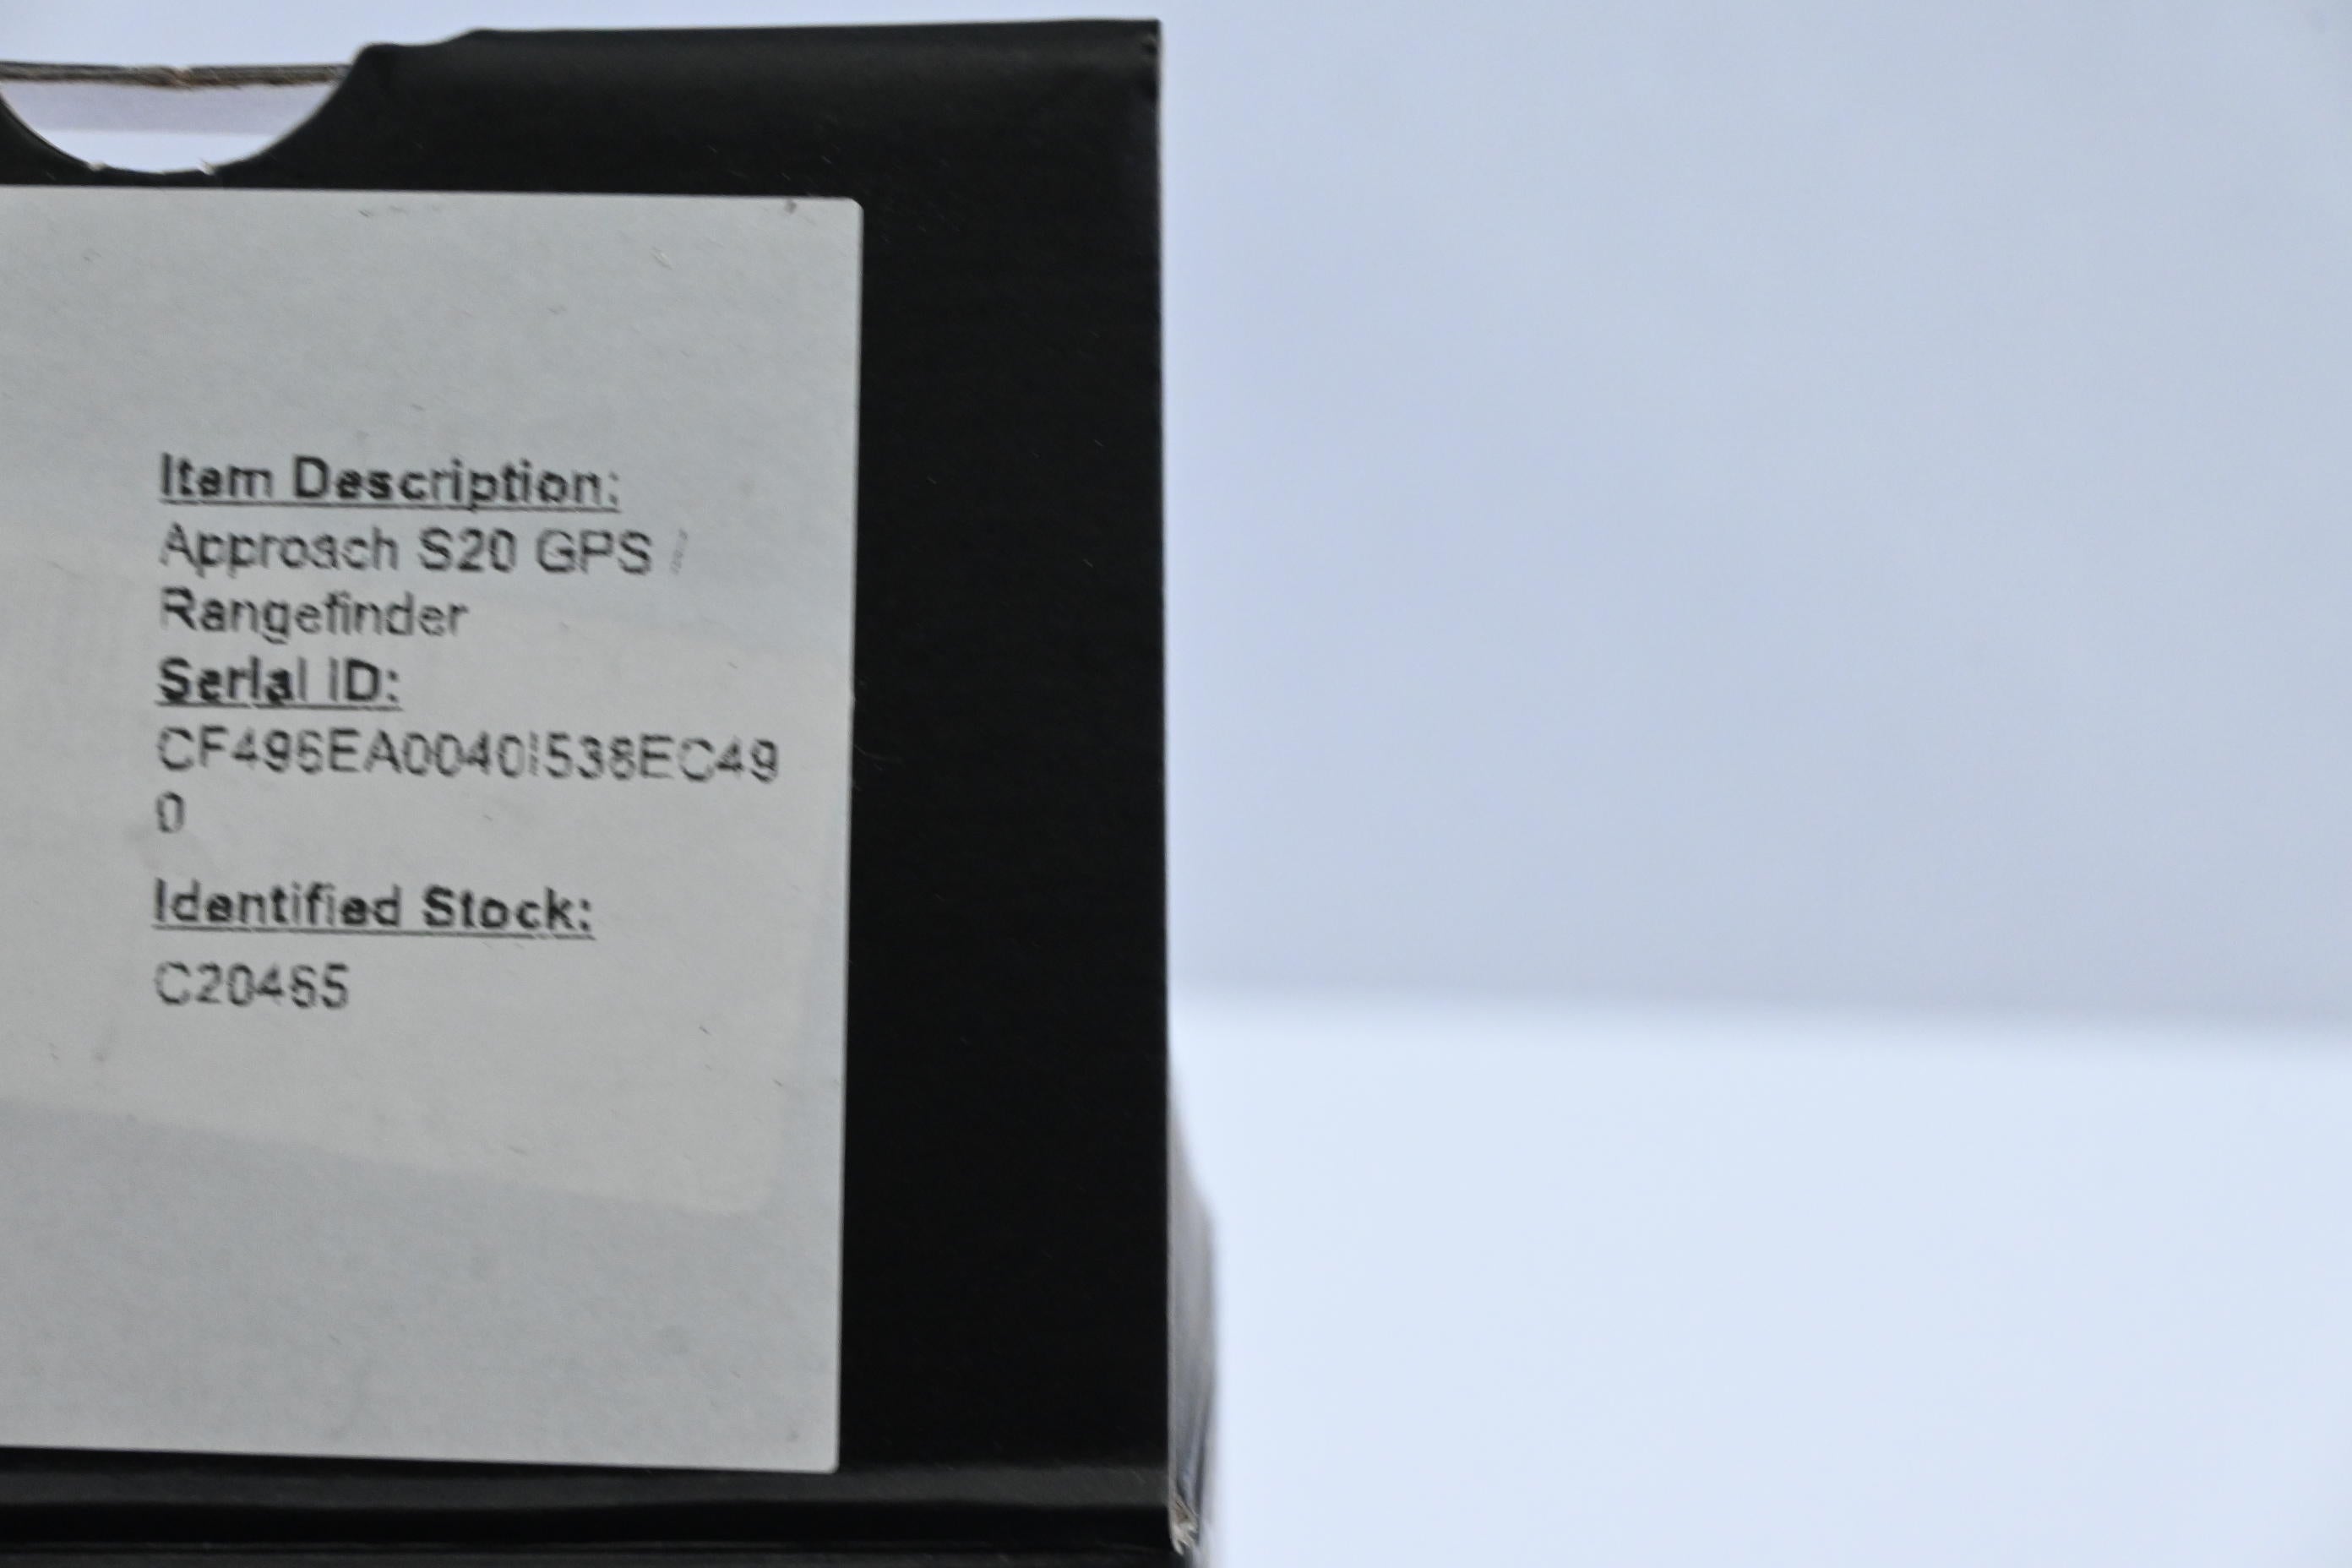 Item Description:
Approach S20 GPS
Rangefinder
Serial ID:
CF496EA0040I538EC49
0
Identified Stock:
C20465